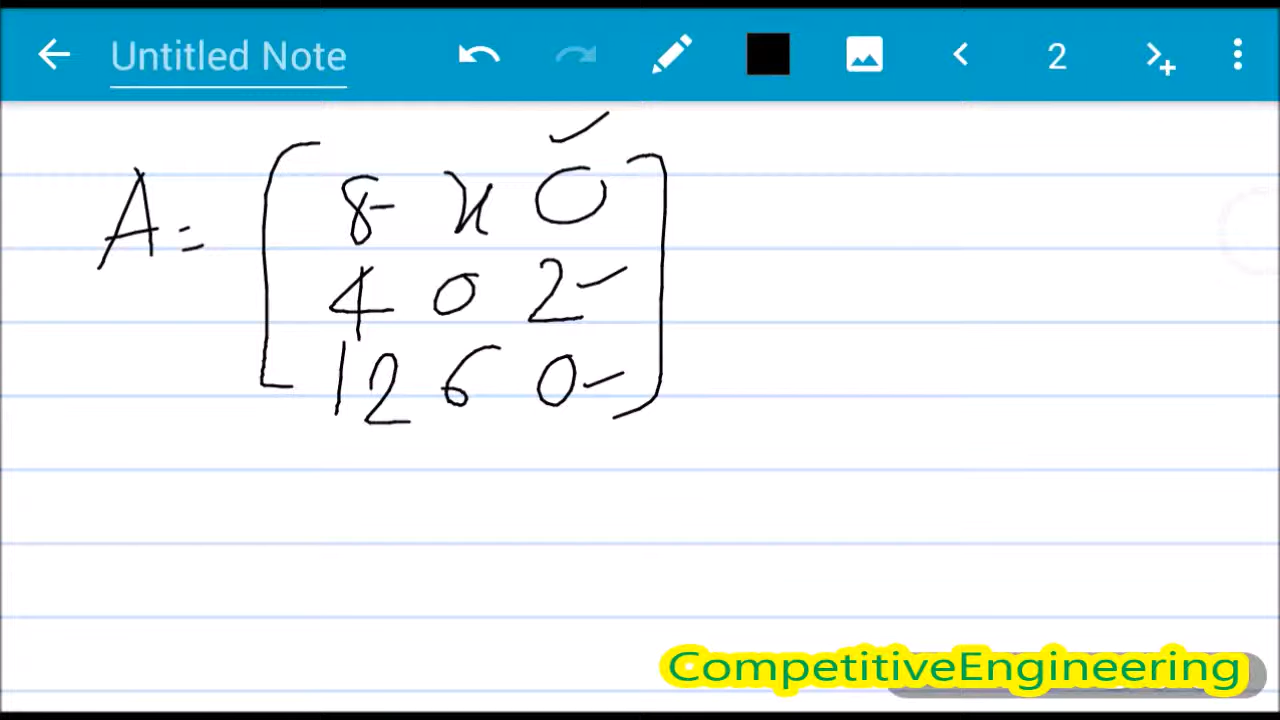 Untitled Note 2
A = [ 8 x 0
4 0 2
12 6 0 ]
CompetitiveEngineering